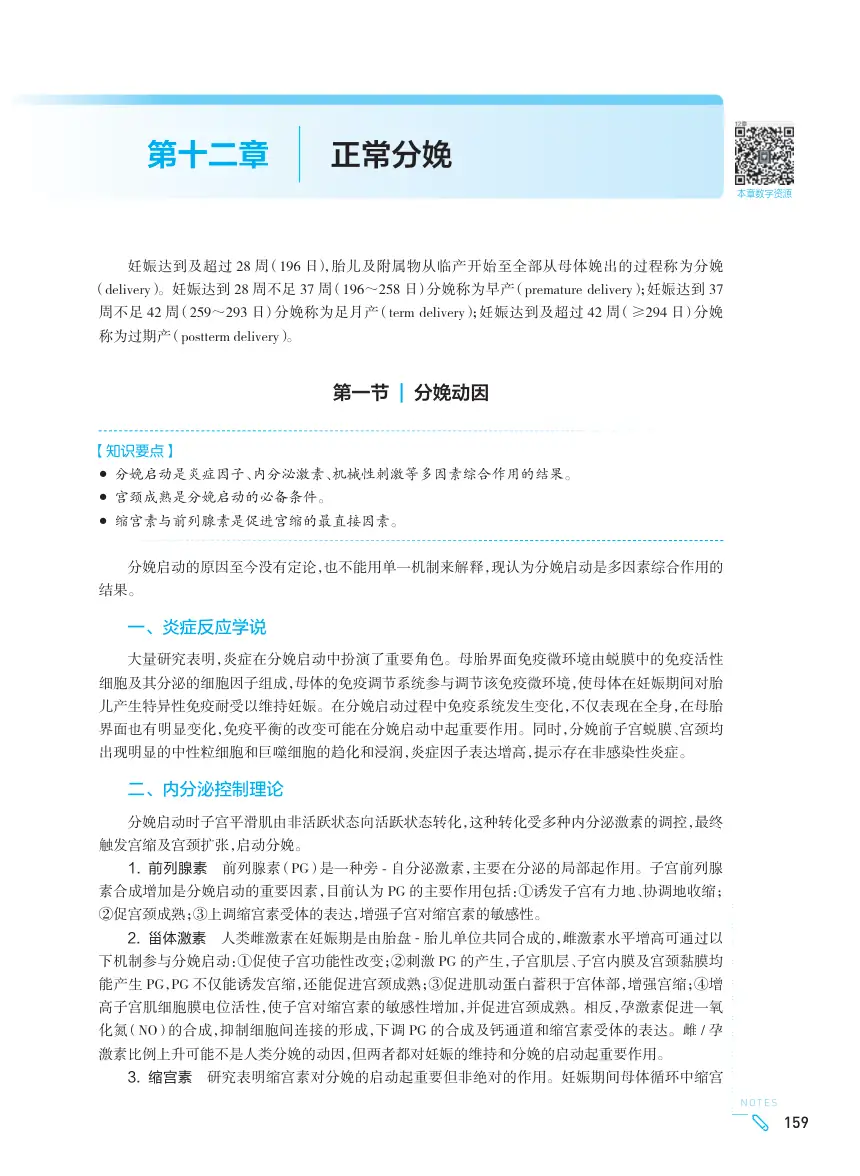 第十二章 正常分娩
12章
本章数字资源
妊娠达到及超过 28 周（196 日），胎儿及附属物从临产开始至全部从母体娩出的过程称为分娩
（delivery）。妊娠达到 28 周不足 37 周（196～258 日）分娩称为早产（premature delivery）；妊娠达到 37
周不足 42 周（259～293 日）分娩称为足月产（term delivery）；妊娠达到及超过 42 周（≥294 日）分娩
称为过期产（postterm delivery）。
第一节 | 分娩动因
【知识要点】
● 分娩启动是炎症因子、内分泌激素、机械性刺激等多因素综合作用的结果。
● 宫颈成熟是分娩启动的必备条件。
● 缩宫素与前列腺素是促进宫缩的最直接因素。
分娩启动的原因至今没有定论，也不能用单一机制来解释，现认为分娩启动是多因素综合作用的
结果。
一、炎症反应学说
大量研究表明，炎症在分娩启动中扮演了重要角色。母胎界面免疫微环境由蜕膜中的免疫活性
细胞及其分泌的细胞因子组成，母体的免疫调节系统参与调节该免疫微环境，使母体在妊娠期间对胎
儿产生特异性免疫耐受以维持妊娠。在分娩启动过程中免疫系统发生变化，不仅表现在全身，在母胎
界面也有明显变化，免疫平衡的改变可能在分娩启动中起重要作用。同时，分娩前子宫蜕膜、宫颈均
出现明显的中性粒细胞和巨噬细胞的趋化和浸润，炎症因子表达增高，提示存在非感染性炎症。
二、内分泌控制理论
分娩启动时子宫平滑肌由非活跃状态向活跃状态转化，这种转化受多种内分泌激素的调控，最终
触发宫缩及宫颈扩张，启动分娩。
1. 前列腺素 前列腺素（PG）是一种旁 - 自分泌激素，主要在分泌的局部起作用。子宫前列腺
素合成增加是分娩启动的重要因素，目前认为 PG 的主要作用包括：①诱发子宫有力地、协调地收缩；
②促宫颈成熟；③上调缩宫素受体的表达，增强子宫对缩宫素的敏感性。
2. 甾体激素 人类雌激素在妊娠期是由胎盘 - 胎儿单位共同合成的，雌激素水平增高可通过以
下机制参与分娩启动：①促使子宫功能性改变；②刺激 PG 的产生，子宫肌层、子宫内膜及宫颈黏膜均
能产生 PG，PG 不仅能诱发宫缩，还能促进宫颈成熟；③促进肌动蛋白蓄积于宫体部，增强宫缩；④增
高子宫肌细胞膜电位活性，使子宫对缩宫素的敏感性增加，并促进宫颈成熟。相反，孕激素促进一氧
化氮（NO）的合成，抑制细胞间连接的形成，下调 PG 的合成及钙通道和缩宫素受体的表达。雌 / 孕
激素比例上升可能不是人类分娩的动因，但两者都对妊娠的维持和分娩的启动起重要作用。
3. 缩宫素 研究表明缩宫素对分娩的启动起重要但非绝对的作用。妊娠期间母体循环中缩宫
NOTES
159